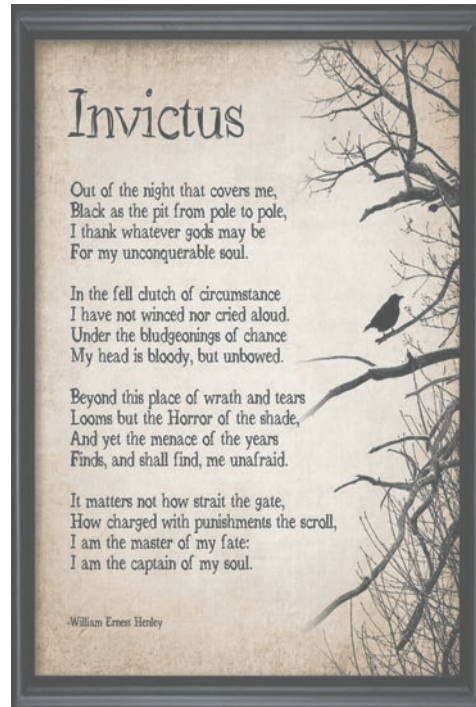 Invictus
Out of the night that covers me,
Black as the pit from pole to pole,
I thank whatever gods may be
For my unconquerable soul.
In the fell clutch of circumstance
I have not winced nor cried aloud.
Under the bludgeonings of chance
My head is bloody, but unbowed.
Beyond this place of wrath and tears
Looms but the Horror of the shade,
And yet the menace of the years
Finds, and shall find, me unafraid.
It matters not how strait the gate,
How charged with punishments the scroll,
I am the master of my fate:
I am the captain of my soul.
-William Ernest Henley